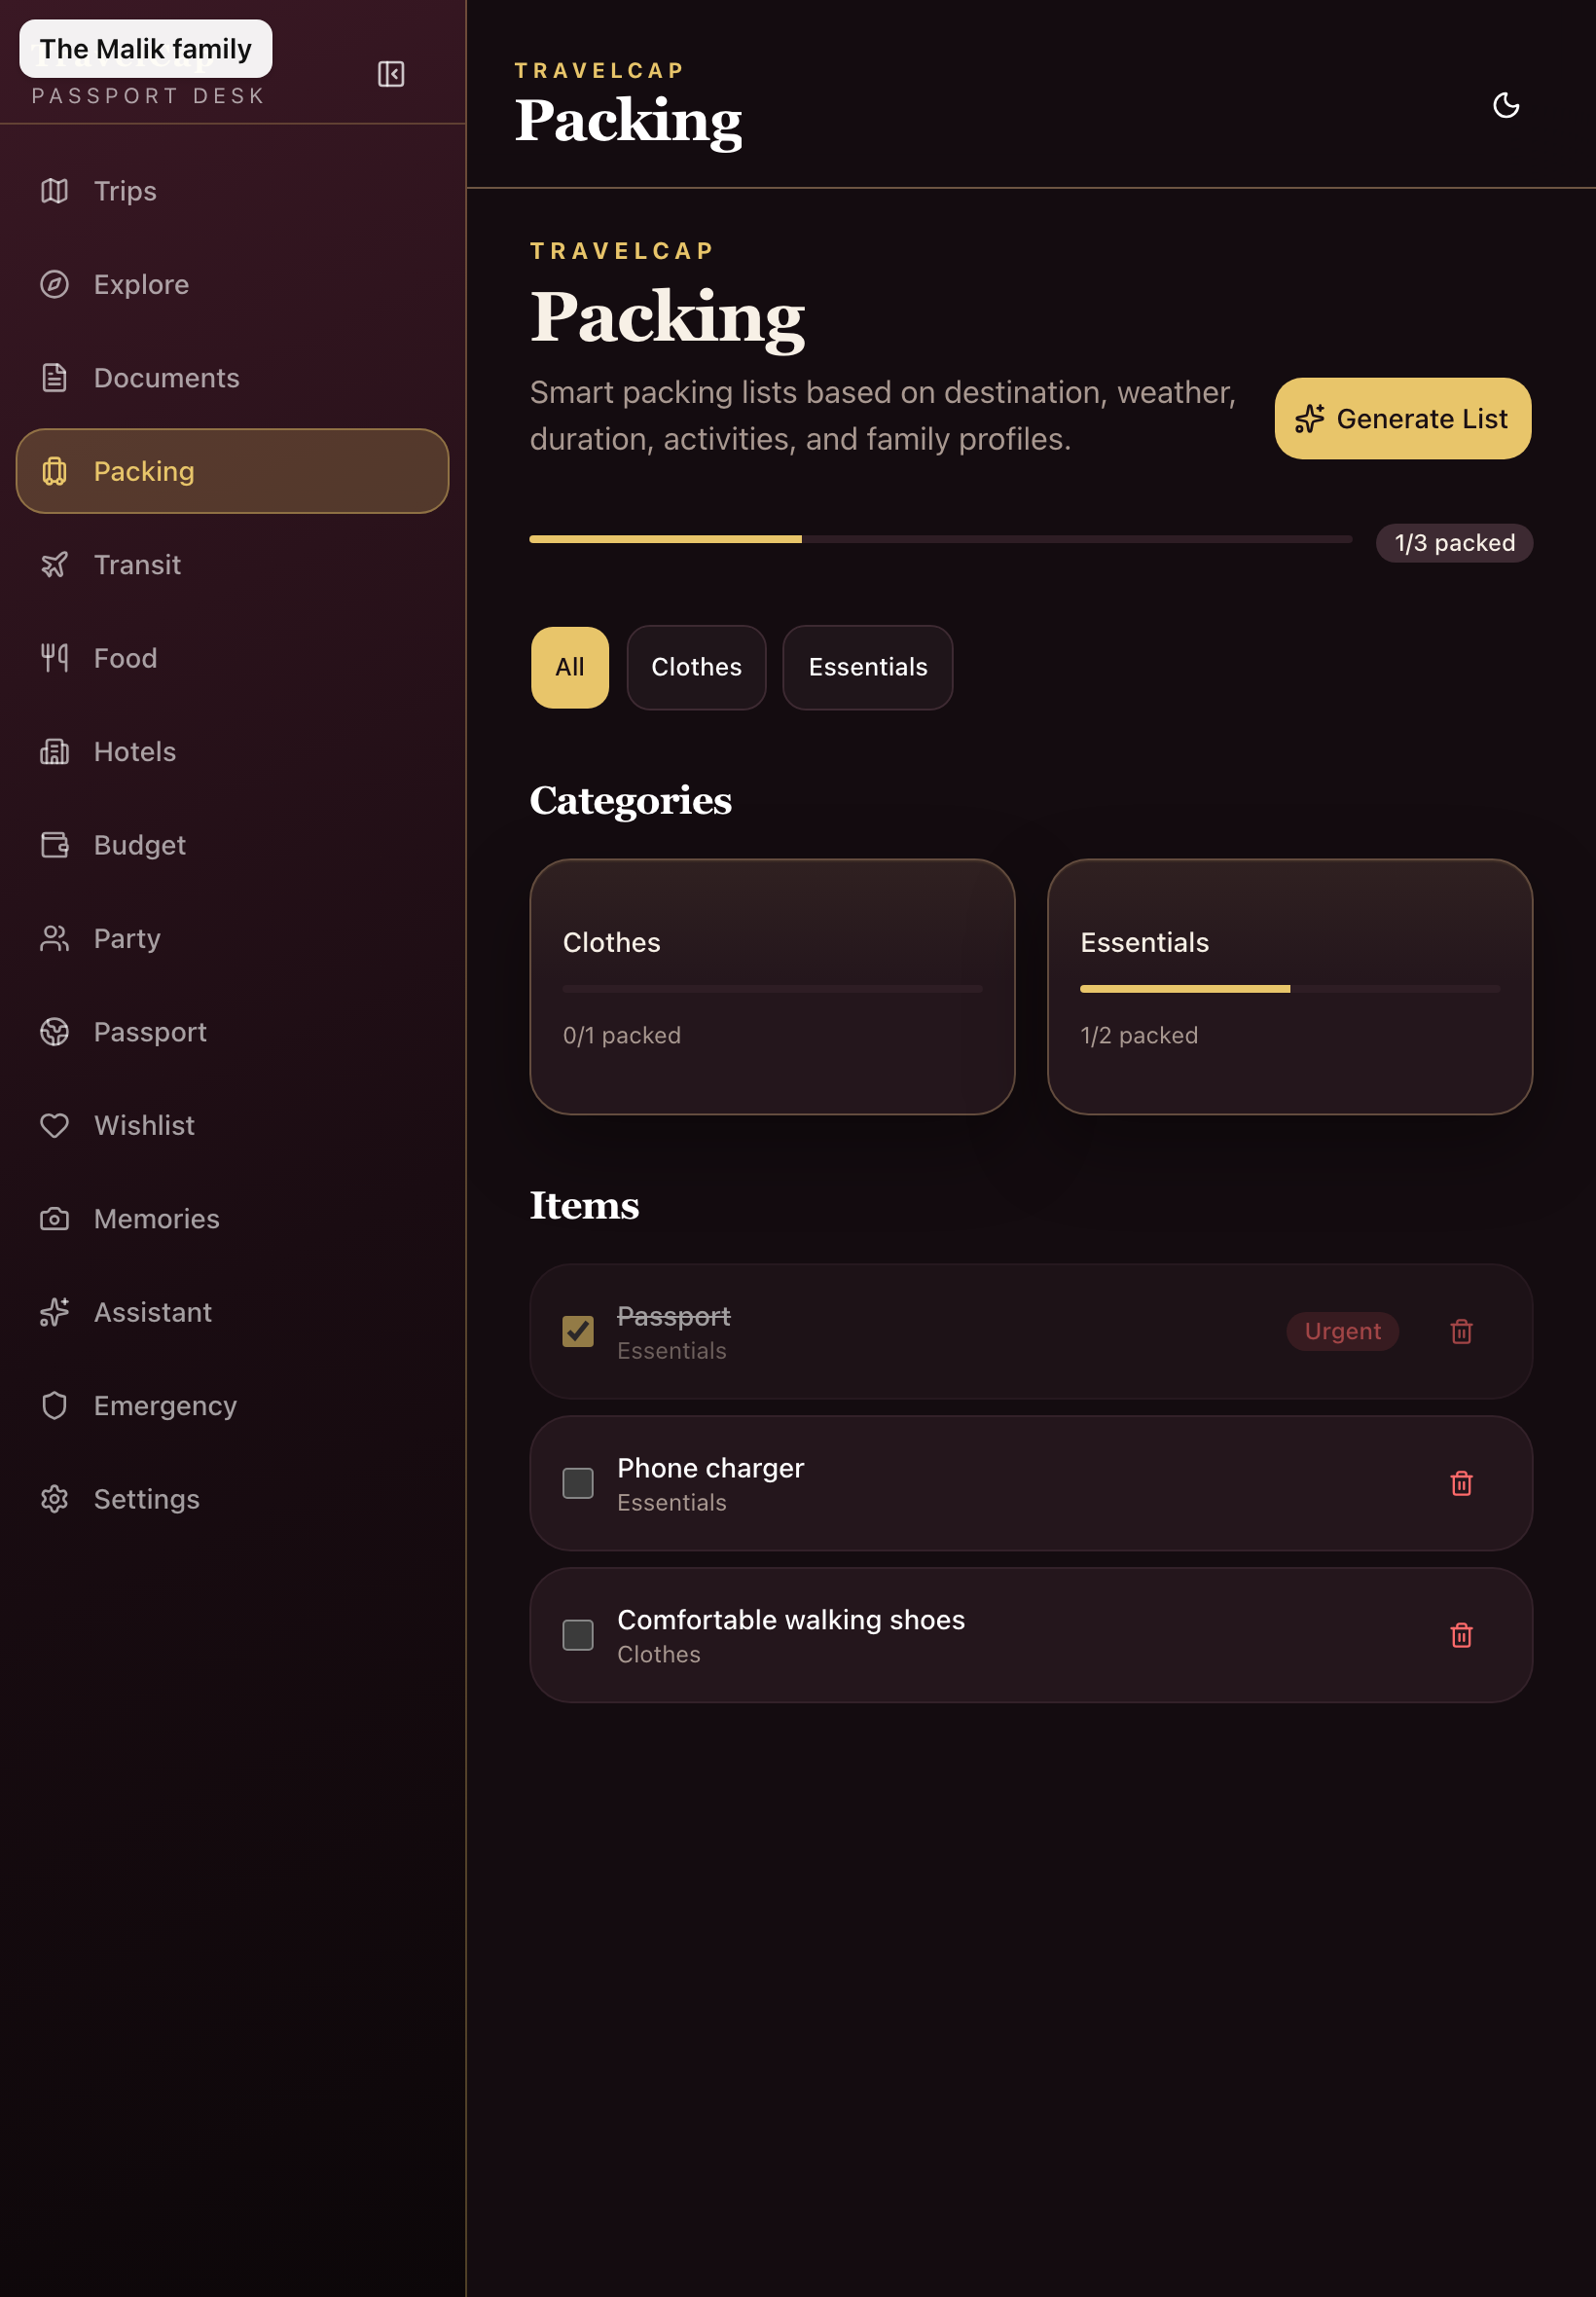 The Malik family
PASSPORT DESK
Trips
Explore
Documents
Packing
Transit
Food
Hotels
Budget
Party
Passport
Wishlist
Memories
Assistant
Emergency
Settings
TRAVELCAP
Packing
TRAVELCAP
Packing
Smart packing lists based on destination, weather,
duration, activities, and family profiles.
Generate List
1/3 packed
All
Clothes
Essentials
Categories
Clothes
0/1 packed
Essentials
1/2 packed
Items
Passport
Essentials
Urgent
Phone charger
Essentials
Comfortable walking shoes
Clothes